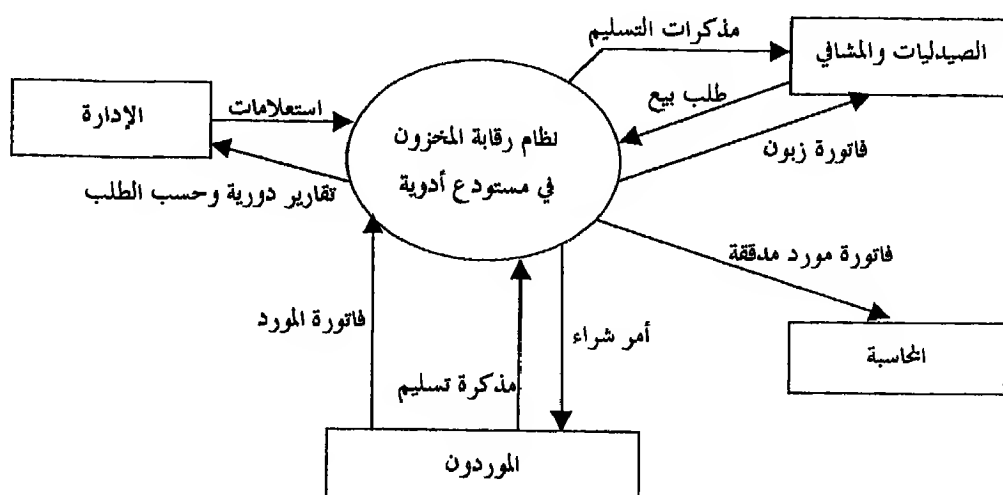 مذكرات التسليم
الصيدليات والمشافي
طلب بيع
استعلامات
الإدارة
نظام رقابة المخزون
في مستودع أدوية
فاتورة زبون
تقارير دورية وحسب الطلب
فاتورة مورد مدققة
فاتورة المورد
أمر شراء
المحاسبة
مذكرة تسليم
الموردون